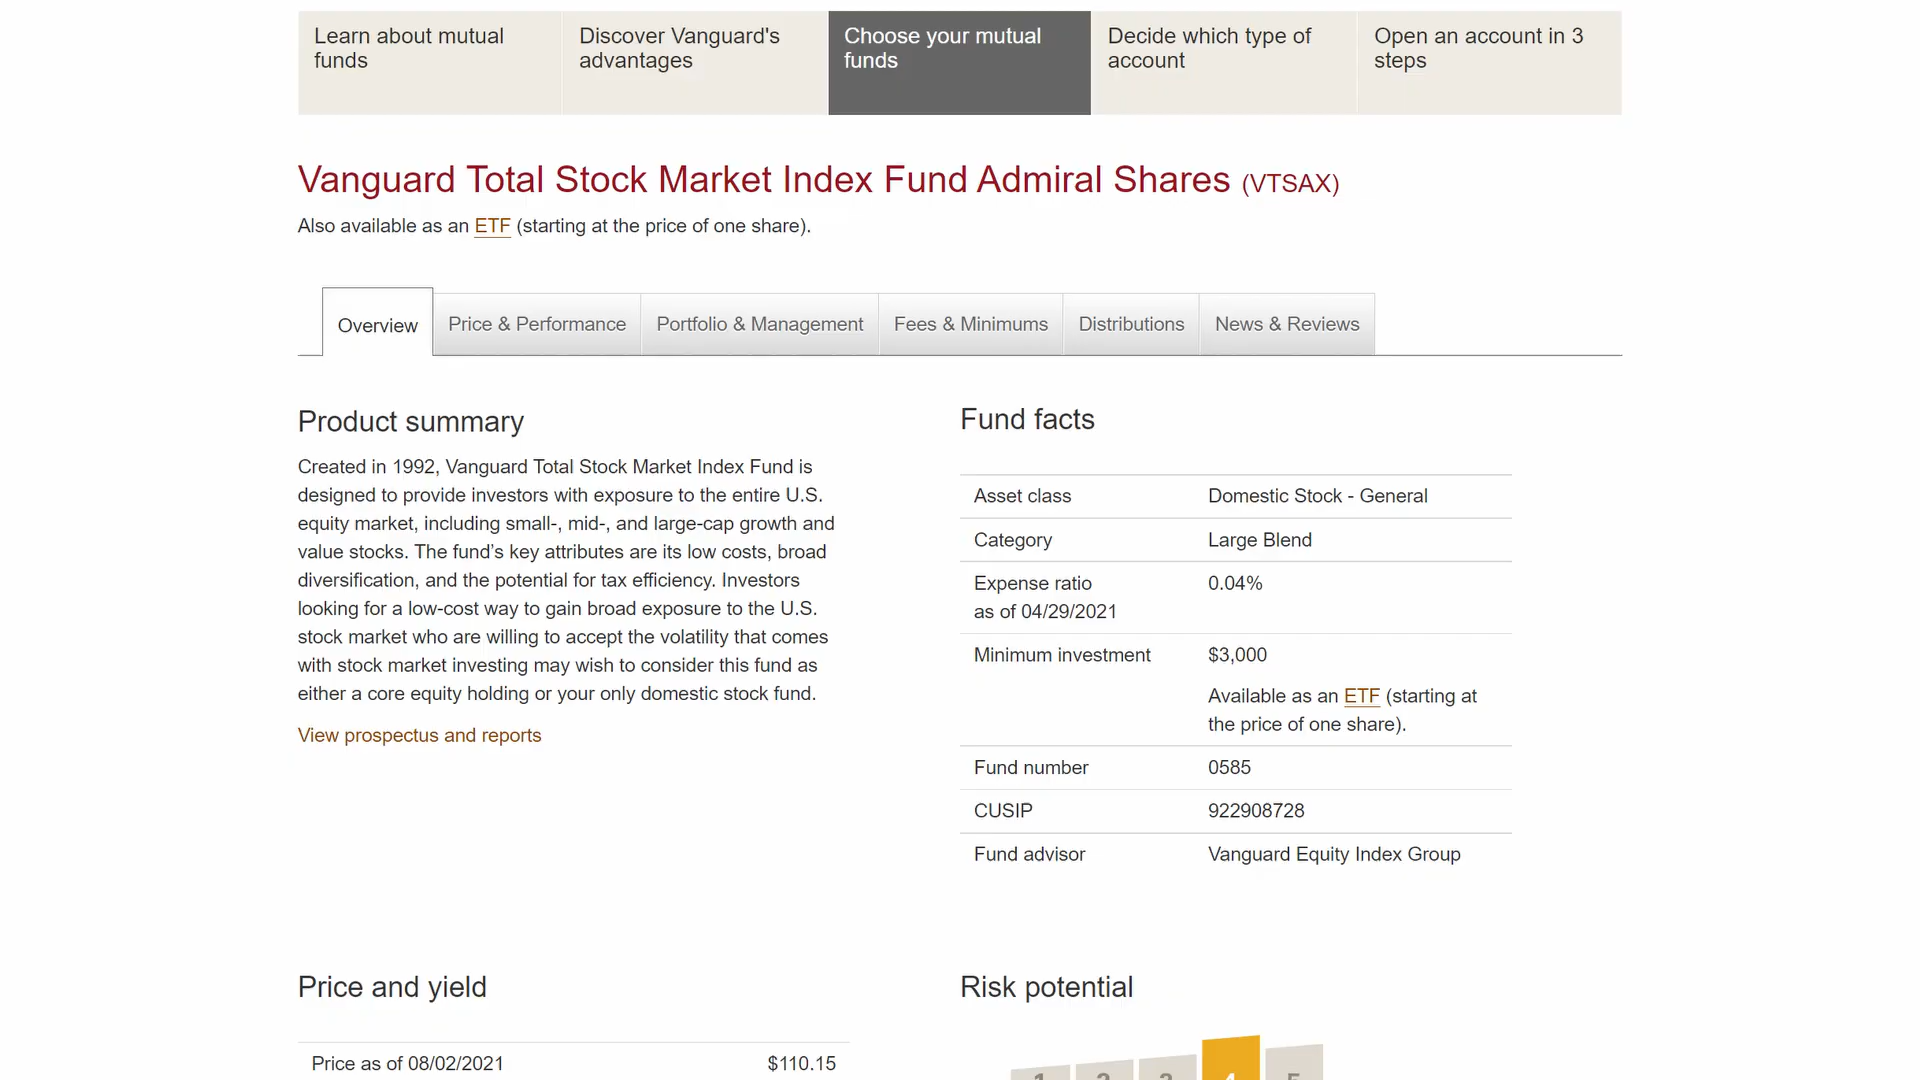 Learn about mutual
funds
Discover Vanguard's
advantages
Choose your mutual
funds
Decide which type of
account
Open an account in 3
steps
Vanguard Total Stock Market Index Fund Admiral Shares (VTSAX)
Also available as an ETF (starting at the price of one share).
Overview
Price & Performance
Portfolio & Management
Fees & Minimums
Distributions
News & Reviews
Product summary
Created in 1992, Vanguard Total Stock Market Index Fund is
designed to provide investors with exposure to the entire U.S.
equity market, including small-, mid-, and large-cap growth and
value stocks. The fund’s key attributes are its low costs, broad
diversification, and the potential for tax efficiency. Investors
looking for a low-cost way to gain broad exposure to the U.S.
stock market who are willing to accept the volatility that comes
with stock market investing may wish to consider this fund as
either a core equity holding or your only domestic stock fund.
View prospectus and reports
Fund facts
Asset class Domestic Stock - General
Category Large Blend
Expense ratio 0.04%
as of 04/29/2021
Minimum investment $3,000
Available as an ETF (starting at
the price of one share).
Fund number 0585
CUSIP 922908728
Fund advisor Vanguard Equity Index Group
Price and yield
Price as of 08/02/2021 $110.15
Risk potential
1 2 3 4 5